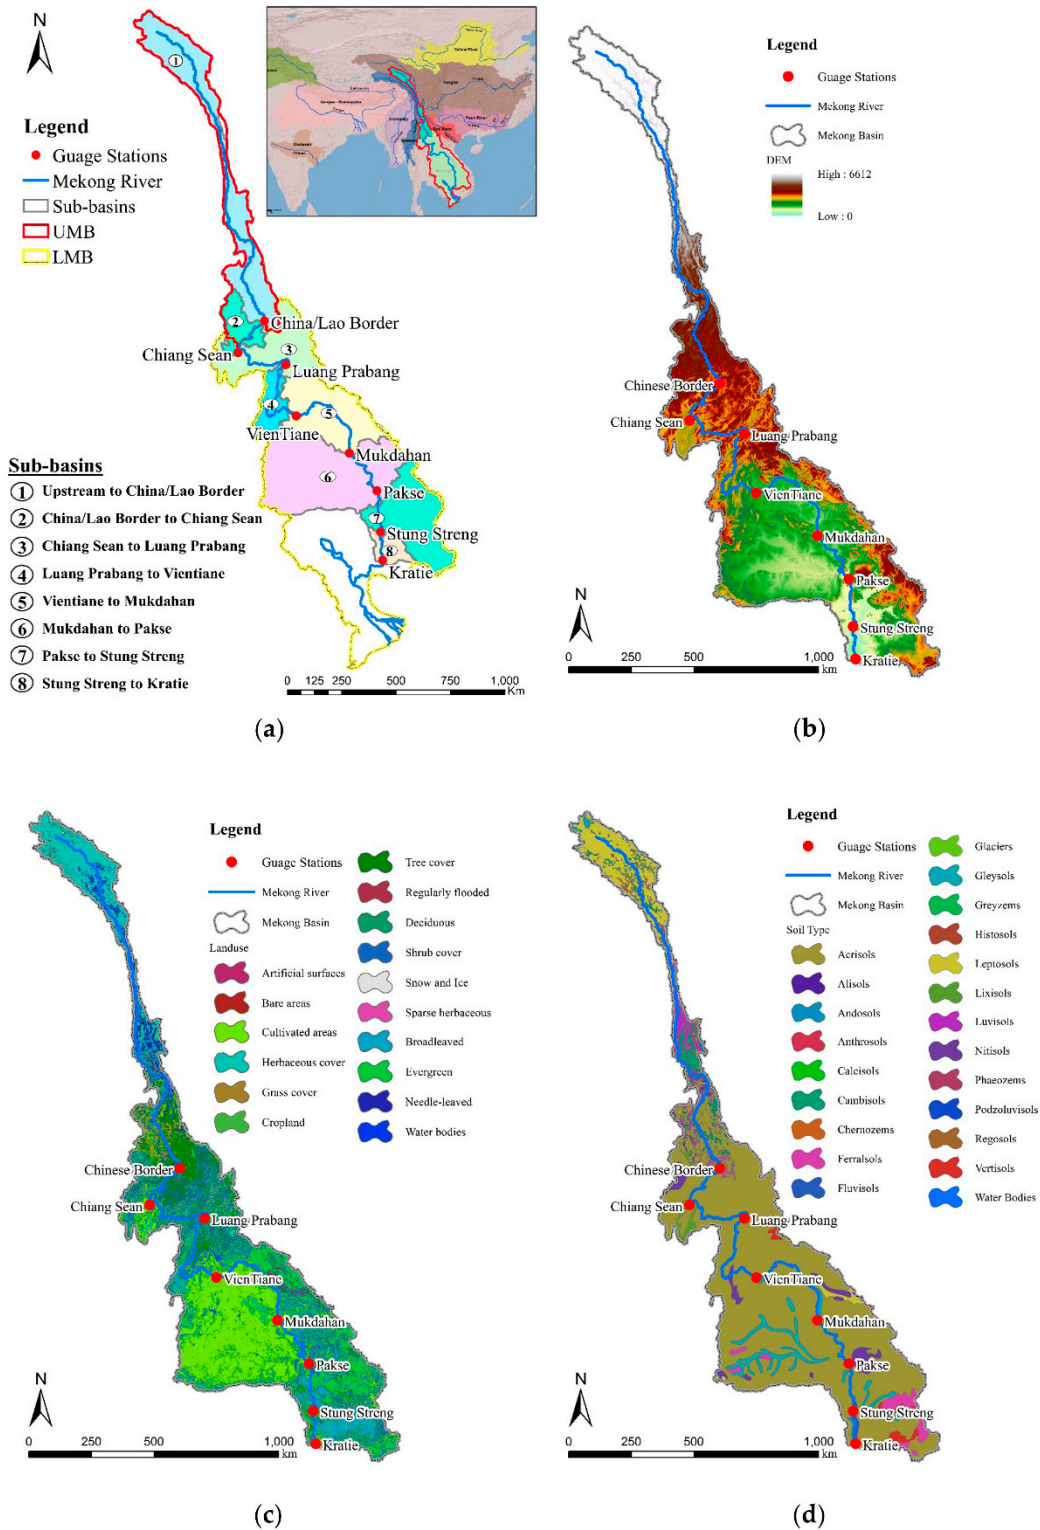 N
Legend
Guage Stations
Mekong River
Sub-basins
UMB
LMB
Yangtze
Pearl River
1
2
China/Lao Border
3
Chiang Sean
Luang Prabang
4
5
VienTiane
Mukdahan
6
Pakse
7
Stung Streng
8
Kratie
Sub-basins
1 Upstream to China/Lao Border
2 China/Lao Border to Chiang Sean
3 Chiang Sean to Luang Prabang
4 Luang Prabang to Vientiane
5 Vientiane to Mukdahan
6 Mukdahan to Pakse
7 Pakse to Stung Streng
8 Stung Streng to Kratie
0 125 250 500 750 1,000
Km
(a)
Legend
Guage Stations
Mekong River
Mekong Basin
DEM
High : 6612
Low : 0
Chinese Border
Chiang Sean
Luang Prabang
VienTiane
Mukdahan
Pakse
Stung Streng
Kratie
N
0 250 500 1,000
km
(b)
Legend
Guage Stations
Mekong River
Mekong Basin
Landuse
Artificial surfaces
Bare areas
Cultivated areas
Herbaceous cover
Grass cover
Cropland
Tree cover
Regularly flooded
Deciduous
Shrub cover
Snow and Ice
Sparse herbaceous
Broadleaved
Evergreen
Needle-leaved
Water bodies
Chinese Border
Chiang Sean
Luang Prabang
VienTiane
Mukdahan
Pakse
Stung Streng
Kratie
N
0 250 500 1,000
km
(c)
Legend
Guage Stations
Mekong River
Mekong Basin
Soil Type
Acrisols
Alisols
Andosols
Anthrosols
Calcisols
Cambisols
Chernozems
Ferralsols
Fluvisols
Glaciers
Gleysols
Greyzems
Histosols
Leptosols
Lixisols
Luvisols
Nitisols
Phaeozems
Podzoluvisols
Regosols
Vertisols
Water Bodies
Chinese Border
Chiang Sean
Luang Prabang
VienTiane
Mukdahan
Pakse
Stung Streng
Kratie
N
0 250 500 1,000
km
(d)